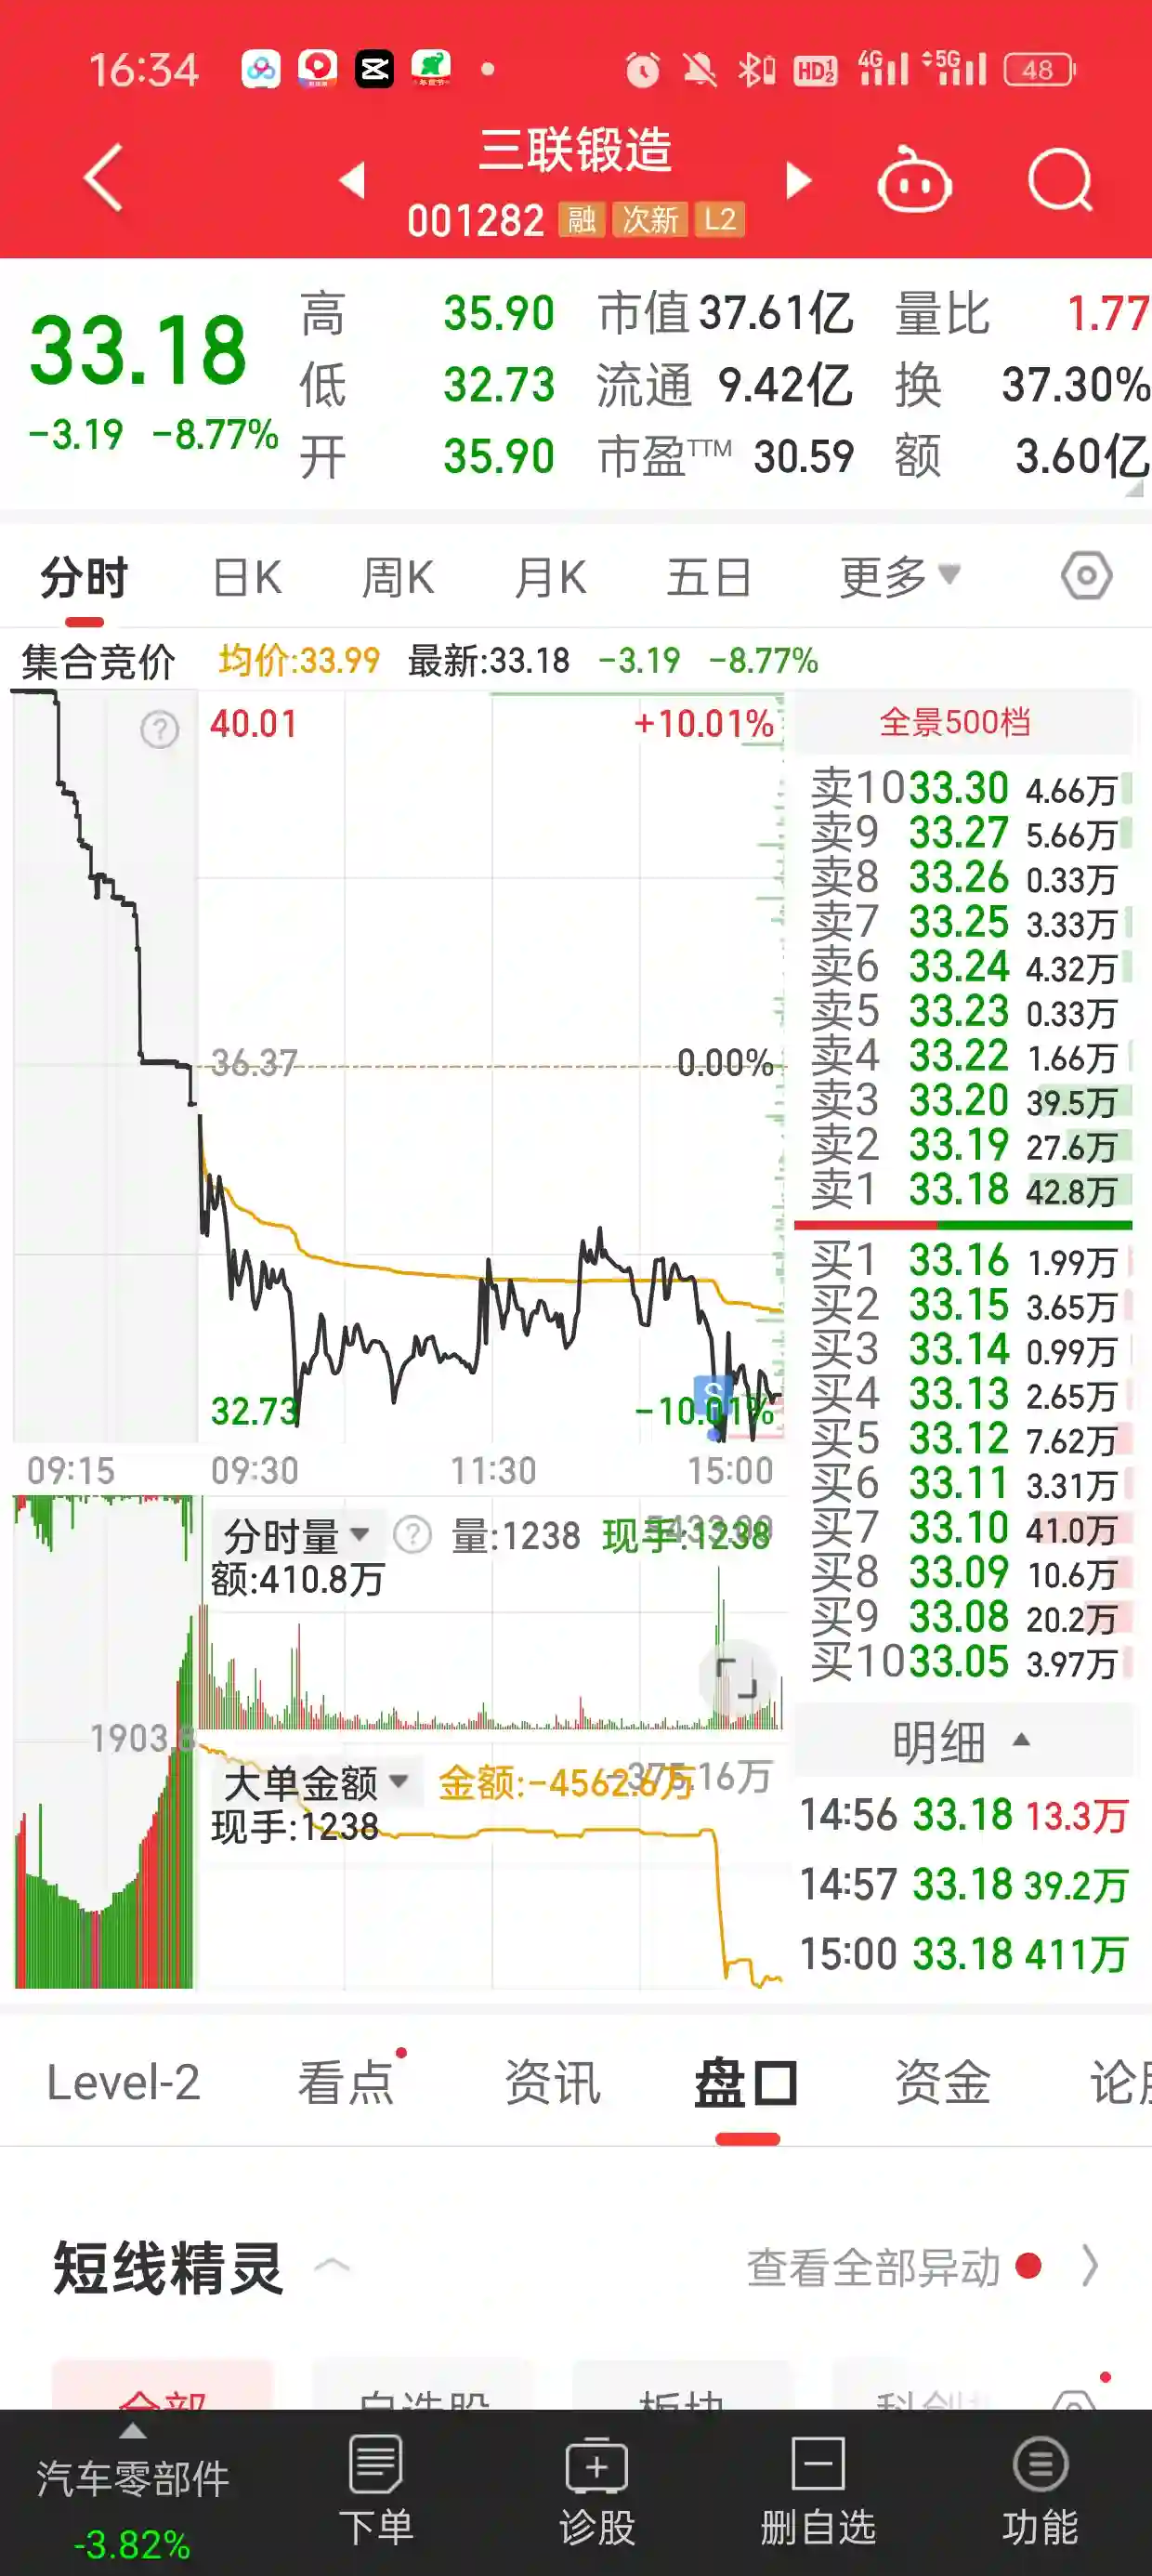 16:34 HD 1 2 4G 5G 48
三联锻造
001282 融 次新 L2
33.18
-3.19 -8.77%
高 35.90 市值 37.61亿 量比 1.77
低 32.73 流通 9.42亿 换 37.30%
开 35.90 市盈TTM 30.59 额 3.60亿
分时 日K 周K 月K 五日 更多
集合竞价 均价:33.99 最新:33.18 -3.19 -8.77%
? 40.01 +10.01%
36.37 0.00%
32.73 S -10.01%
09:15 09:30 11:30 15:00
全景500档
卖10 33.30 4.66万
卖9 33.27 5.66万
卖8 33.26 0.33万
卖7 33.25 3.33万
卖6 33.24 4.32万
卖5 33.23 0.33万
卖4 33.22 1.66万
卖3 33.20 39.5万
卖2 33.19 27.6万
卖1 33.18 42.8万
买1 33.16 1.99万
买2 33.15 3.65万
买3 33.14 0.99万
买4 33.13 2.65万
买5 33.12 7.62万
买6 33.11 3.31万
买7 33.10 41.0万
买8 33.09 10.6万
买9 33.08 20.2万
买10 33.05 3.97万
分时量 ? 量:1238 现手:1238
额:410.8万
1903.8
大单金额 金额:-4562.6万
现手:1238
明细
14:56 33.18 13.3万
14:57 33.18 39.2万
15:00 33.18 411万
Level-2 看点 资讯 盘口 资金 论股
短线精灵 查看全部异动
全部 自选股 板块 科创
汽车零部件 下单 诊股 删自选 功能
-3.82%